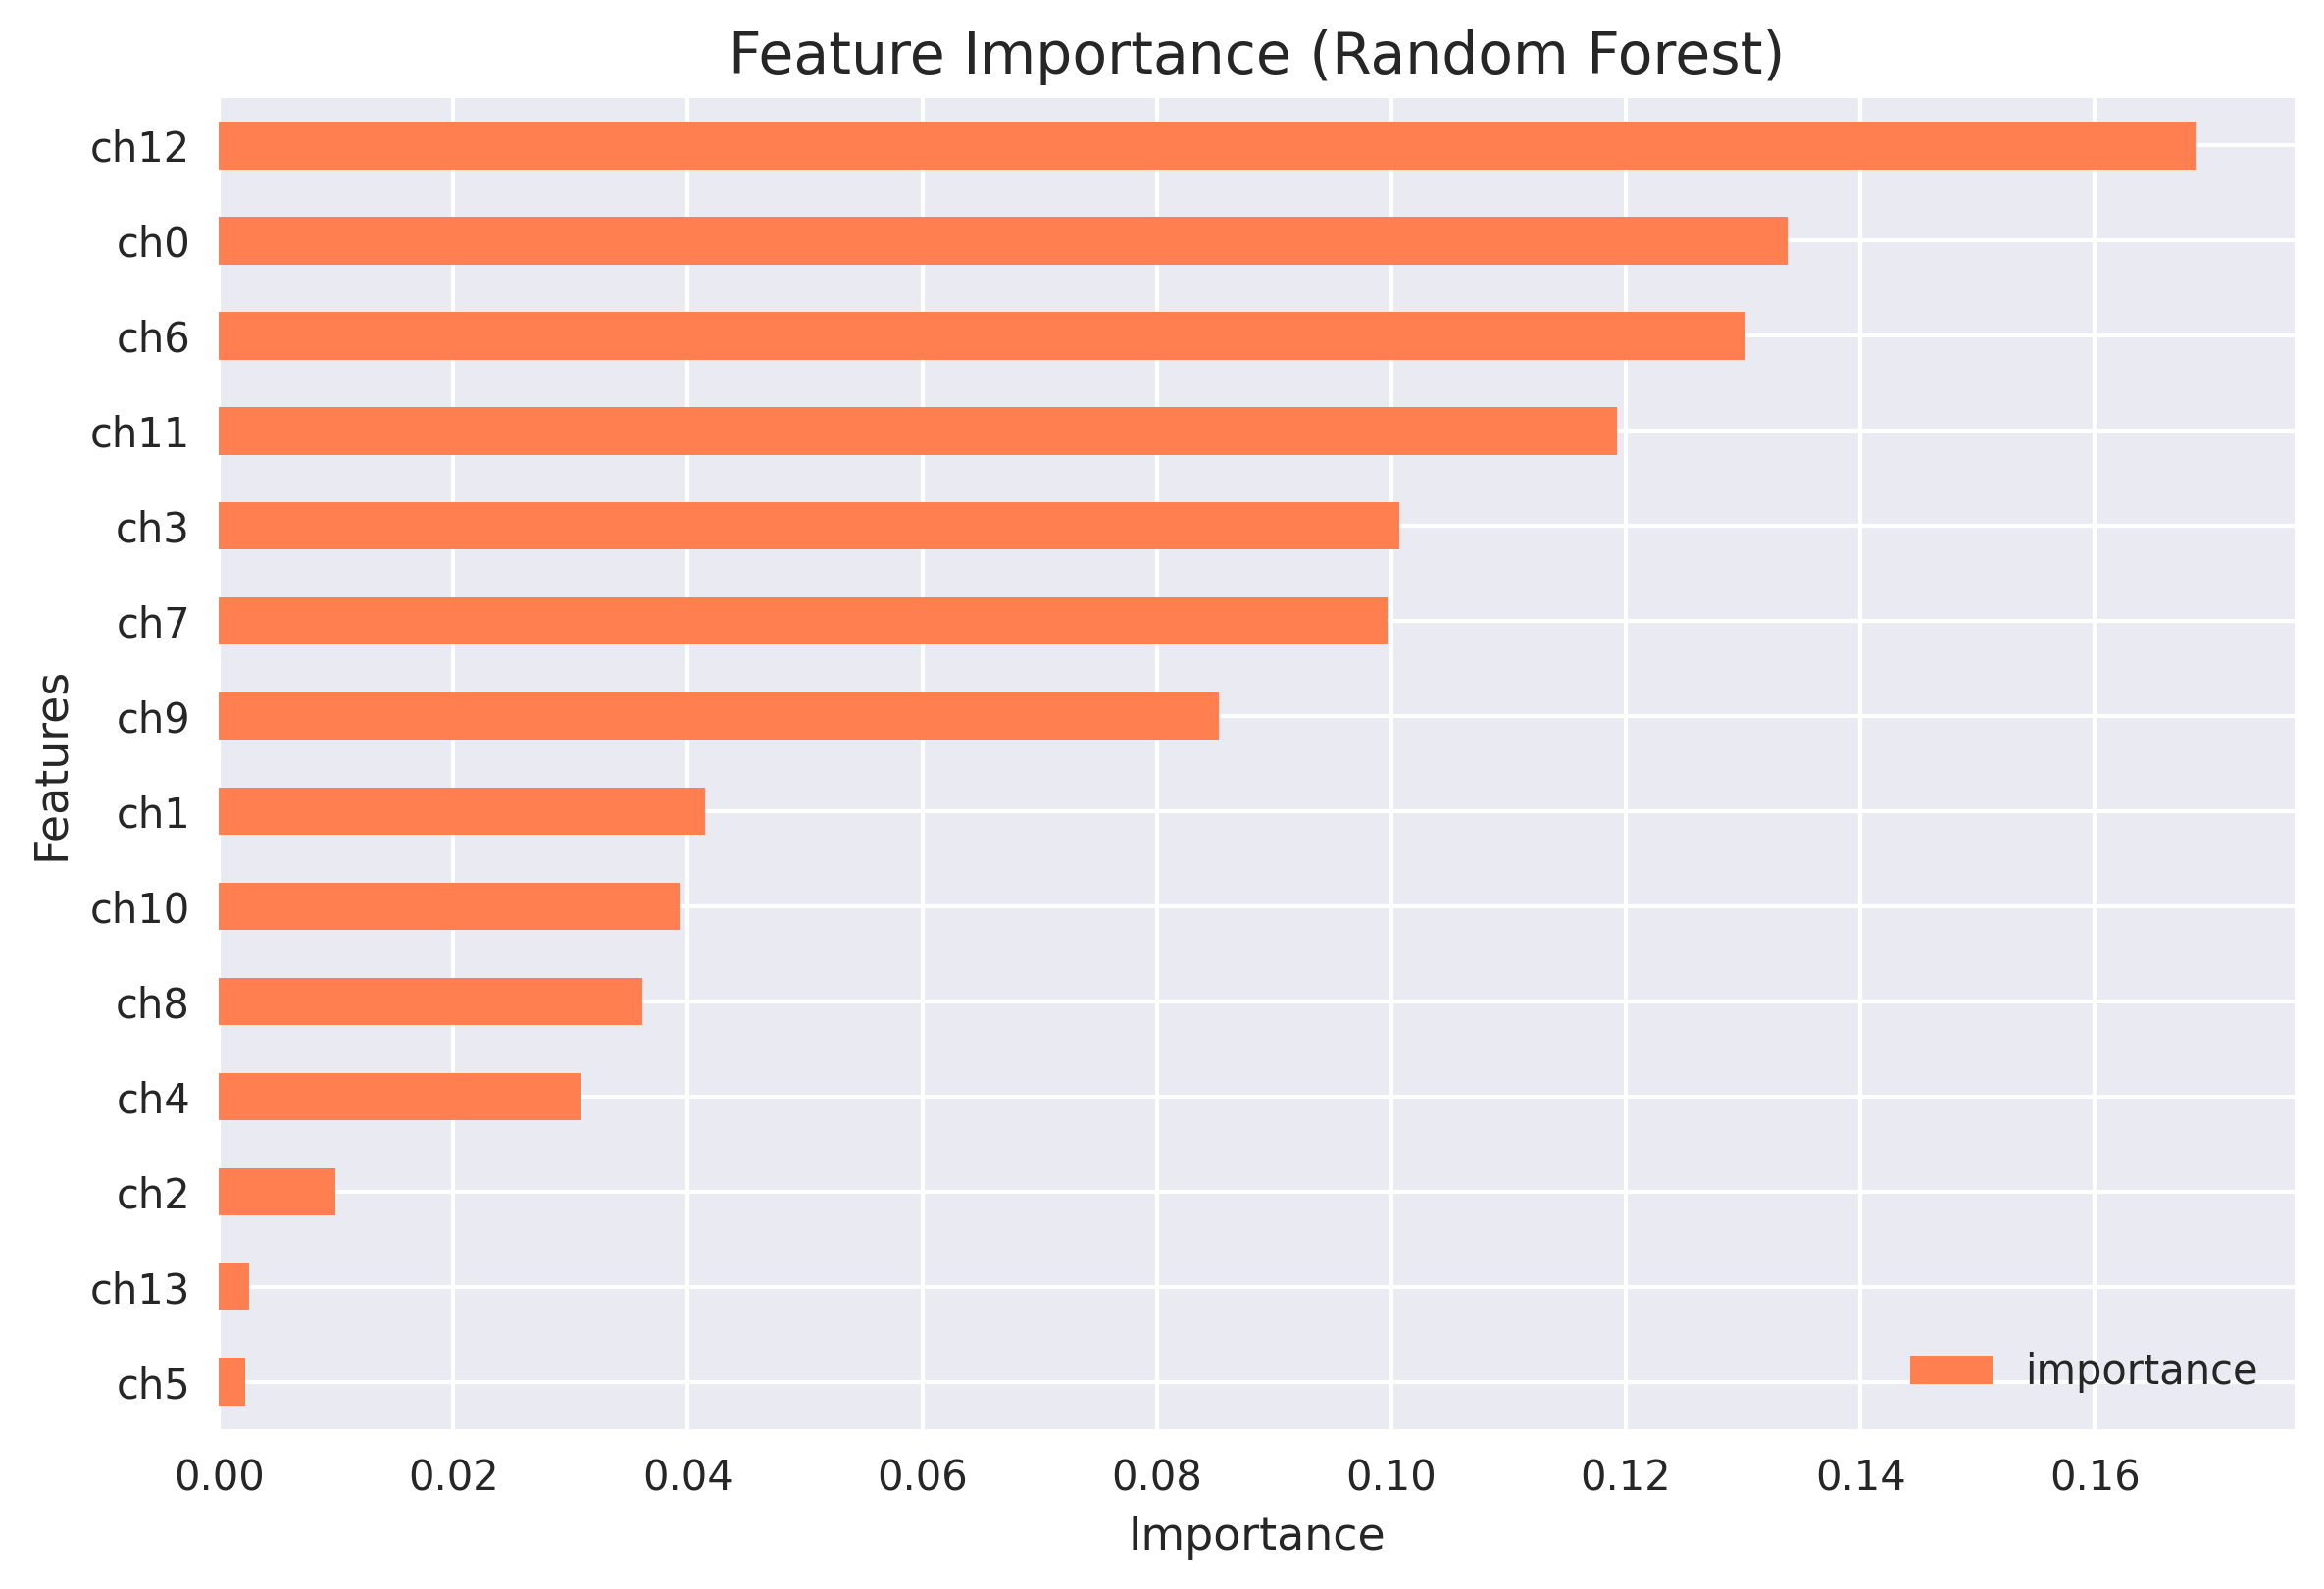 Feature Importance (Random Forest)
ch12
ch0
ch6
ch11
ch3
ch7
ch9
ch1
ch10
ch8
ch4
ch2
ch13
ch5
Features
importance
0.00 0.02 0.04 0.06 0.08 0.10 0.12 0.14 0.16
Importance